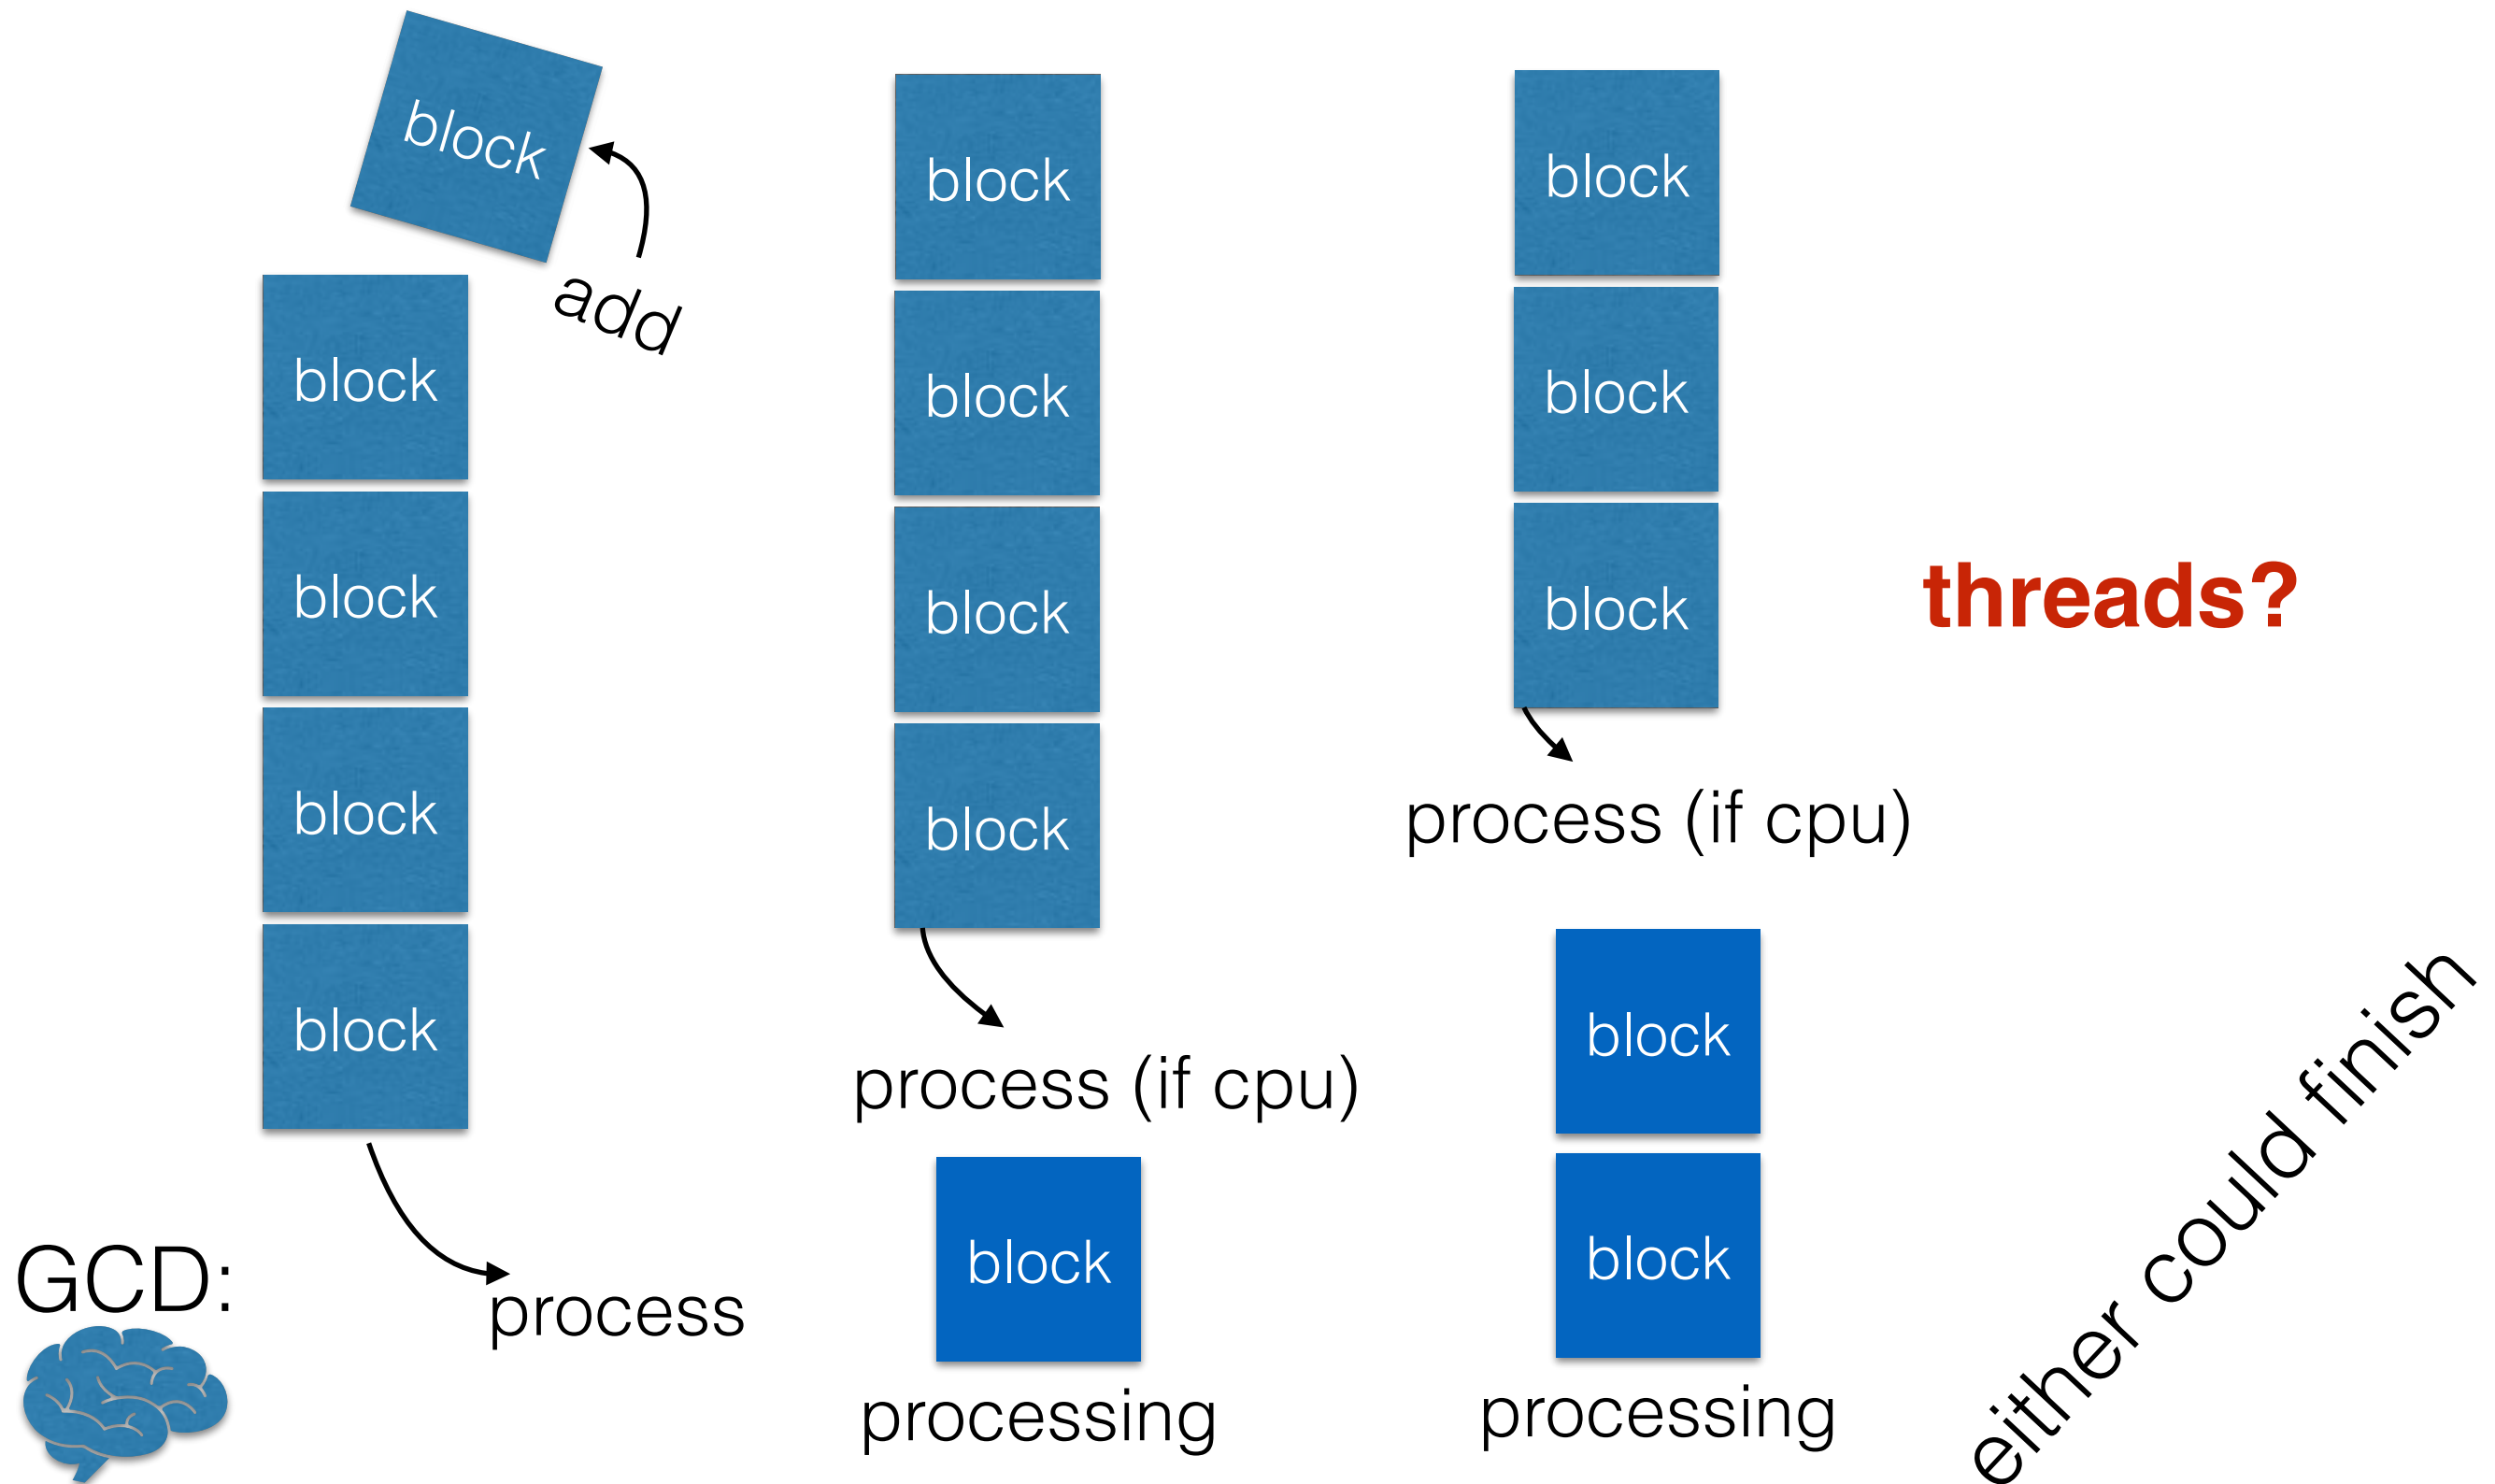 block
add
block
block
block
block
process
GCD:
block
block
block
block
process (if cpu)
block
processing
block
block
block
process (if cpu)
block
block
processing
threads?
either could finish